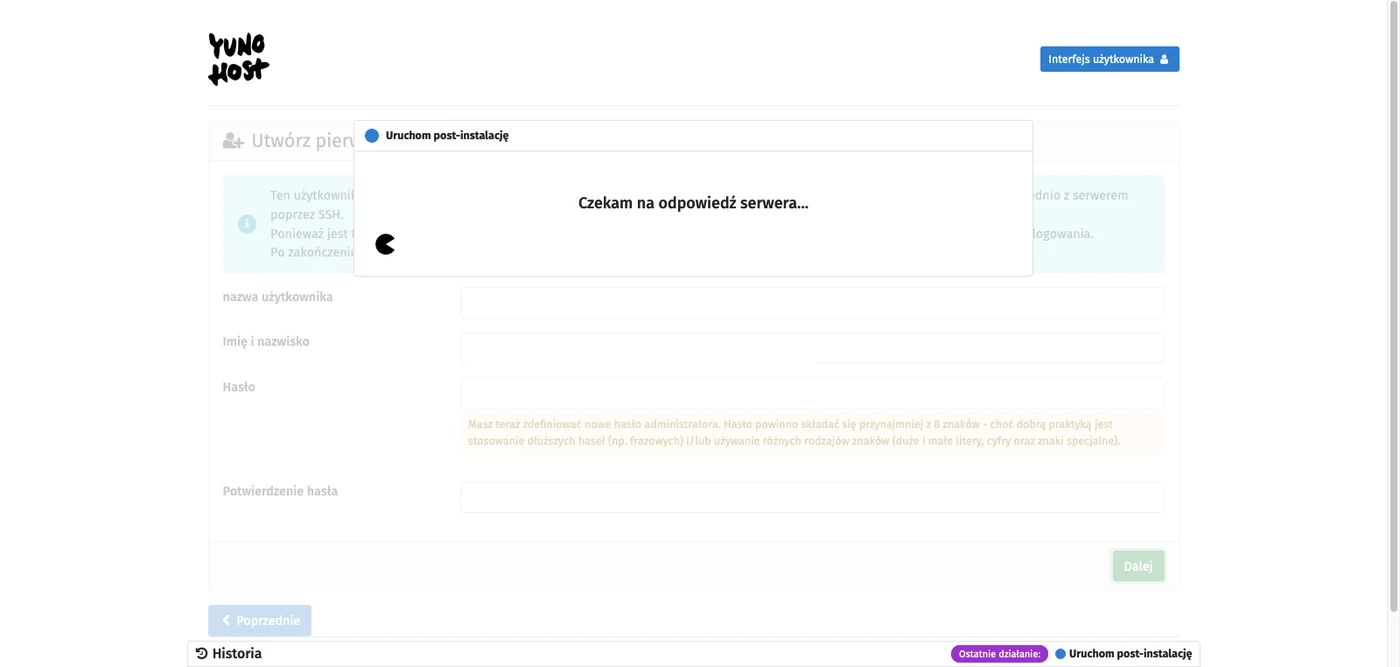 YUNO
HOST
Interfejs użytkownika
Utwórz pierw
Uruchom post-instalację
Czekam na odpowiedź serwera...
Ten użytkownik
z serwerem
poprzez SSH.
Ponieważ jest
logowania.
Po zakończeniu
nazwa użytkownika
Imię i nazwisko
Hasło
Masz teraz zdefiniować nowe hasło administratora. Hasło powinno składać się przynajmniej z 8 znaków - choć dobrą praktyką jest
stosowanie dłuższych haseł (np. frazowych) i/lub używanie różnych rodzajów znaków (duże i małe litery, cyfry oraz znaki specjalne).
Potwierdzenie hasła
Dalej
Poprzednie
Historia
Ostatnie działanie:
Uruchom post-instalację